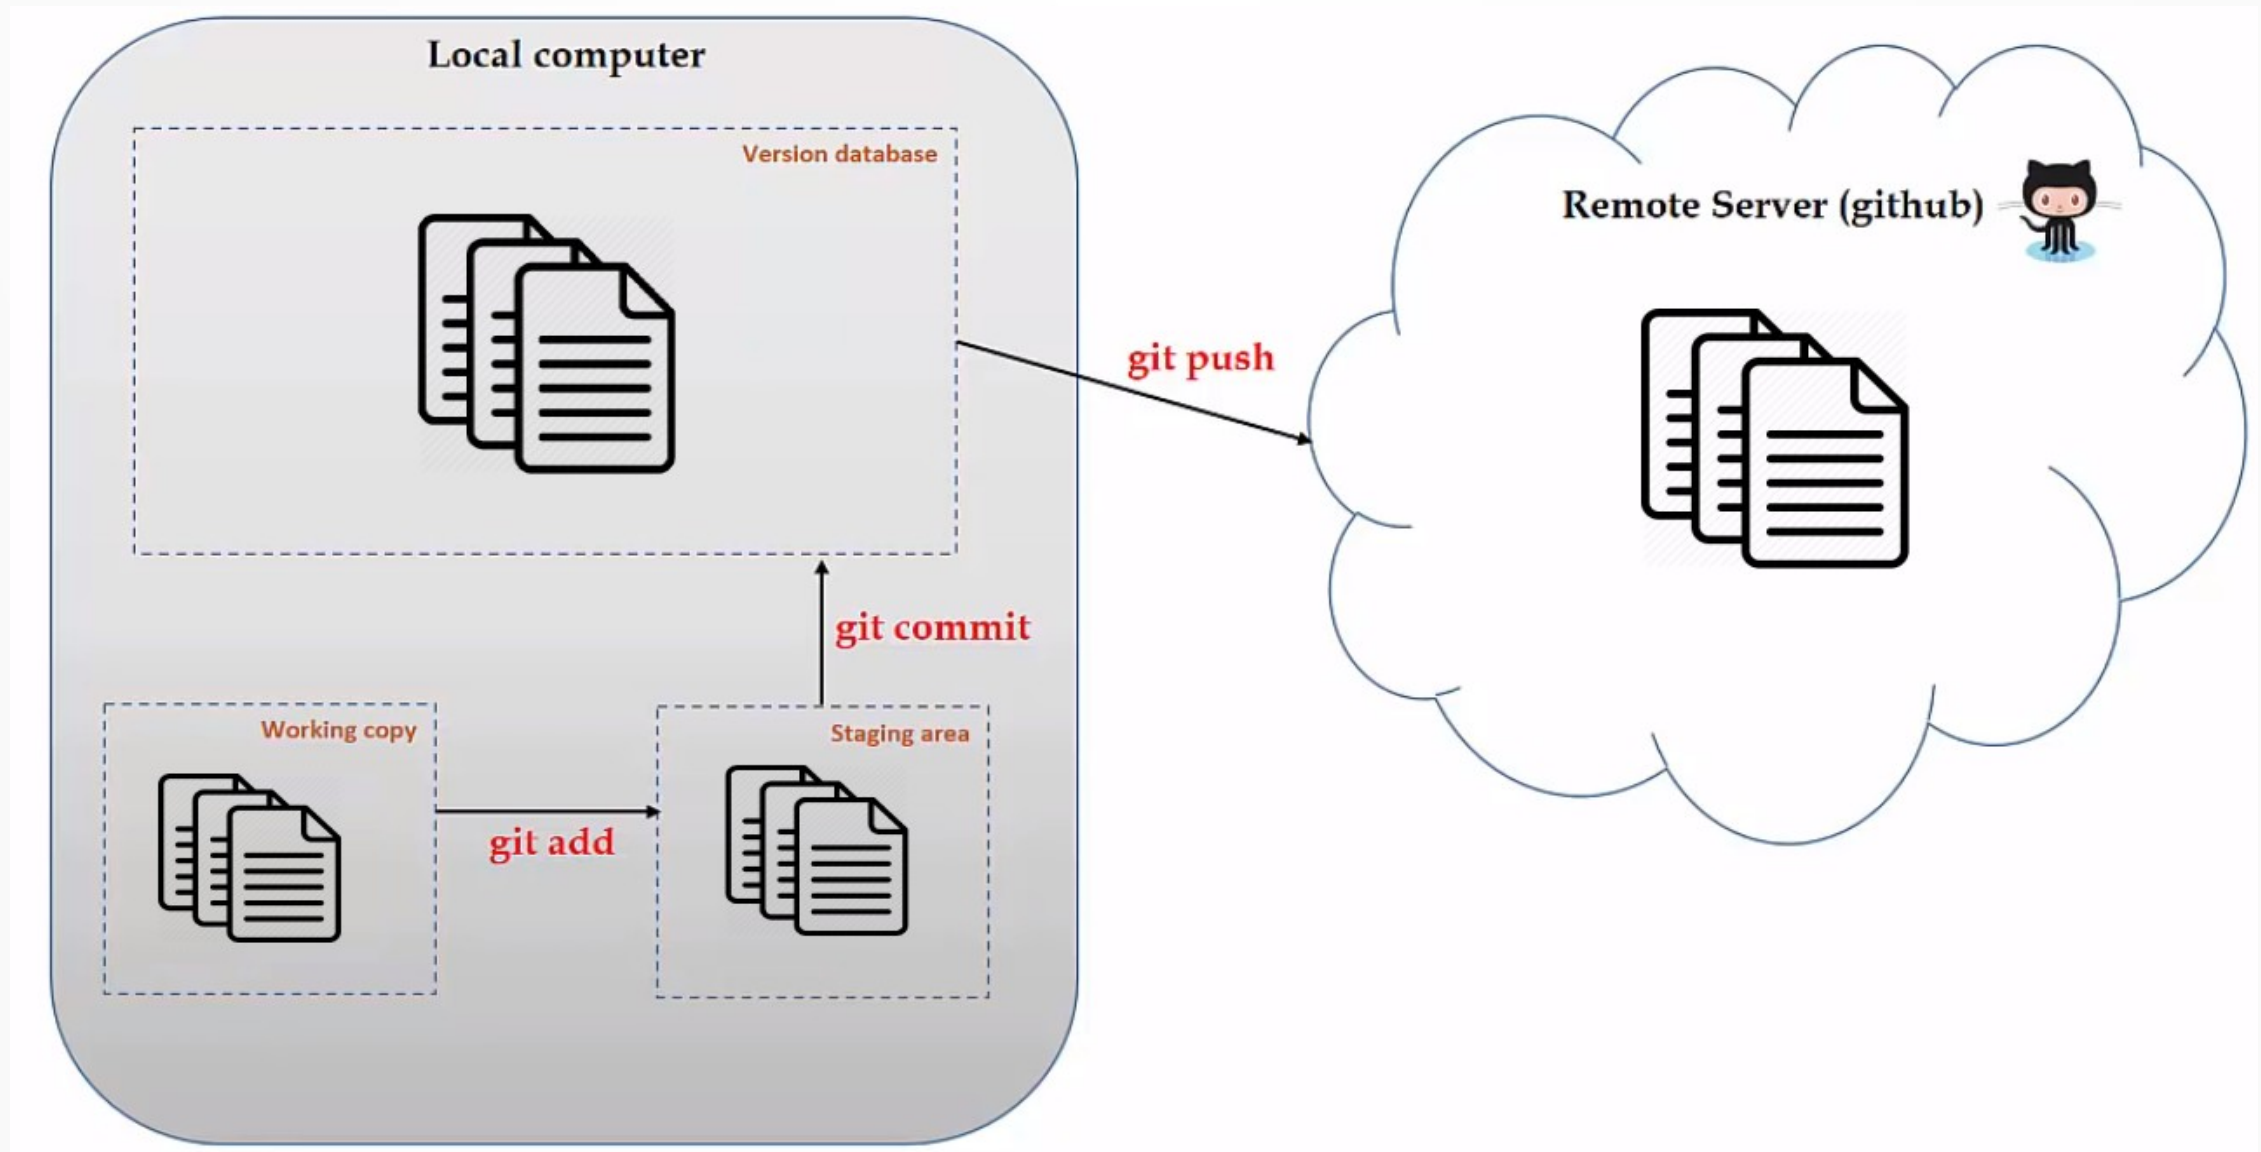 Local computer
Version database
Remote Server (github)
git push
git commit
Working copy
Staging area
git add